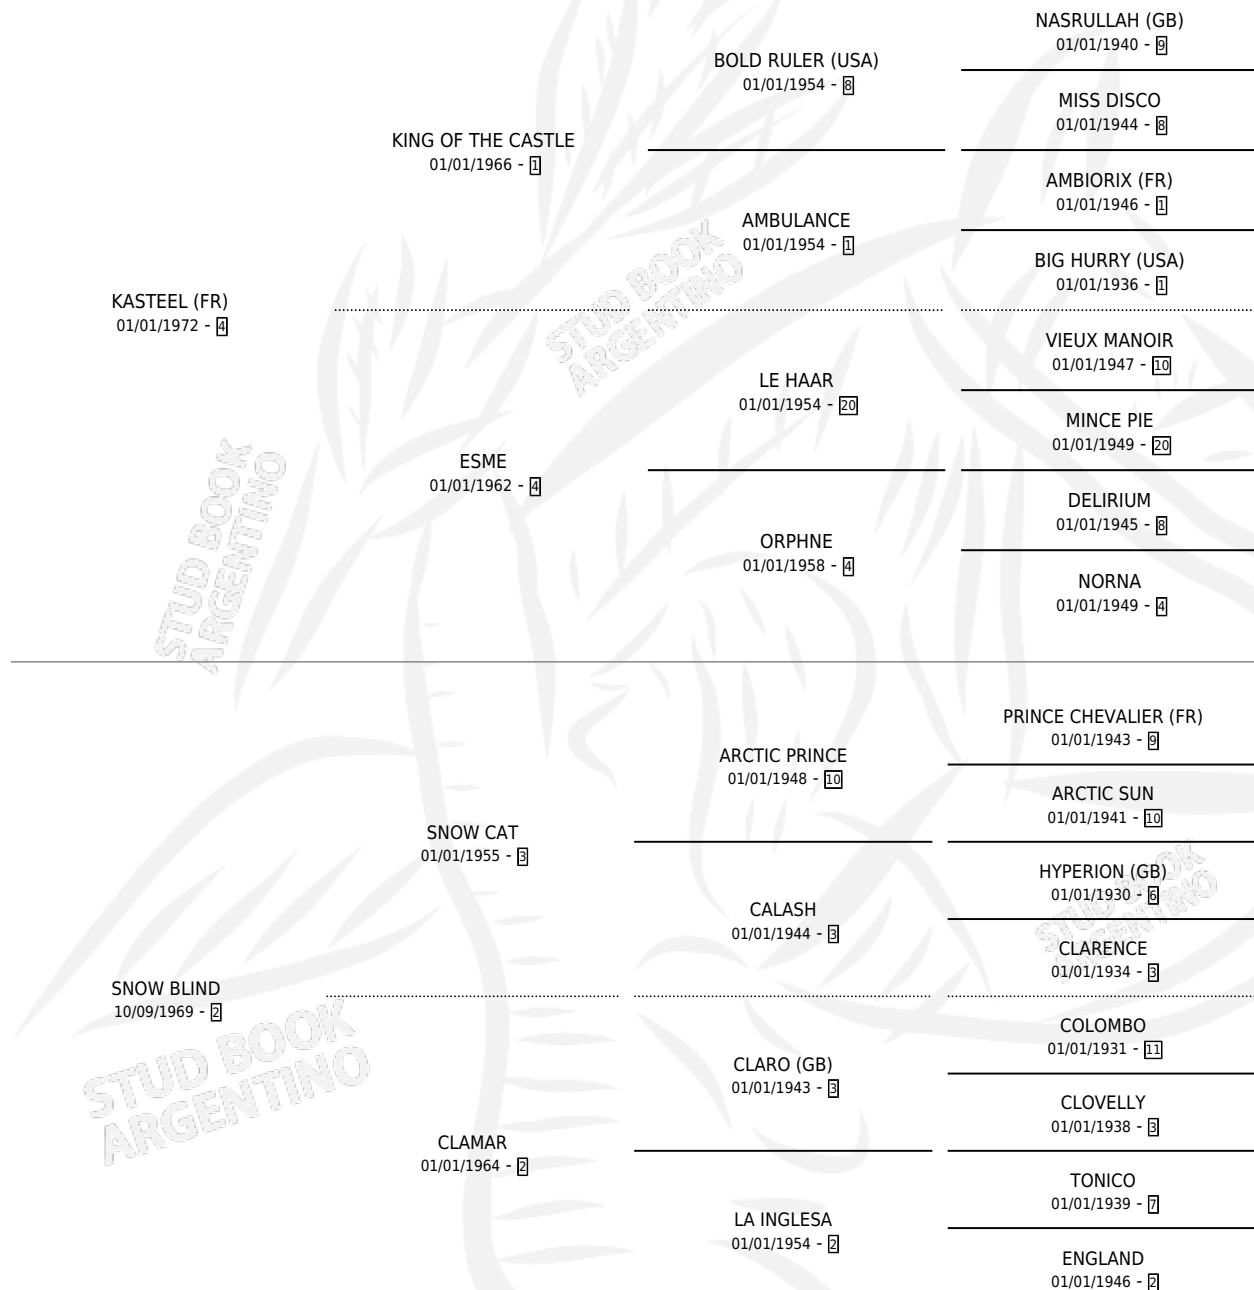 NASRULLAH (GB)
01/01/1940 - 9
BOLD RULER (USA)
01/01/1954 - 8
MISS DISCO
01/01/1944 - 8
KING OF THE CASTLE
01/01/1966 - 1
AMBIORIX (FR)
01/01/1946 - 1
AMBULANCE
01/01/1954 - 1
BIG HURRY (USA)
01/01/1936 - 1
KASTEEL (FR)
01/01/1972 - 4
STUD BOOK
ARGENTINO
VIEUX MANOIR
01/01/1947 - 10
LE HAAR
01/01/1954 - 20
MINCE PIE
01/01/1949 - 20
ESME
01/01/1962 - 4
DELIRIUM
01/01/1945 - 8
ORPHNE
01/01/1958 - 4
NORNA
01/01/1949 - 4
STUD BOOK
ARGENTINO
PRINCE CHEVALIER (FR)
01/01/1943 - 9
ARCTIC PRINCE
01/01/1948 - 10
ARCTIC SUN
01/01/1941 - 10
SNOW CAT
01/01/1955 - 3
HYPERION (GB)
01/01/1930 - 6
CALASH
01/01/1944 - 3
CLARENCE
01/01/1934 - 3
STUD BOOK
ARGENTINO
SNOW BLIND
10/09/1969 - 2
COLOMBO
01/01/1931 - 11
CLARO (GB)
01/01/1943 - 3
CLOVELLY
01/01/1938 - 3
STUD BOOK
ARGENTINO
CLAMAR
01/01/1964 - 2
TONICO
01/01/1939 - 7
LA INGLESA
01/01/1954 - 2
ENGLAND
01/01/1946 - 2